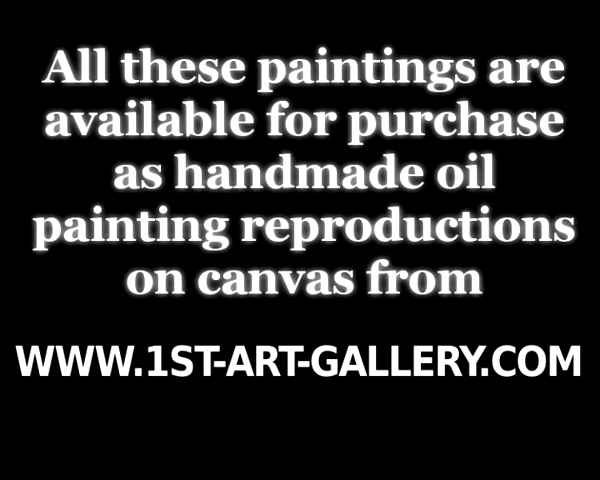 All these paintings are
available for purchase
as handmade oil
painting reproductions
on canvas from
WWW.1ST-ART-GALLERY.COM